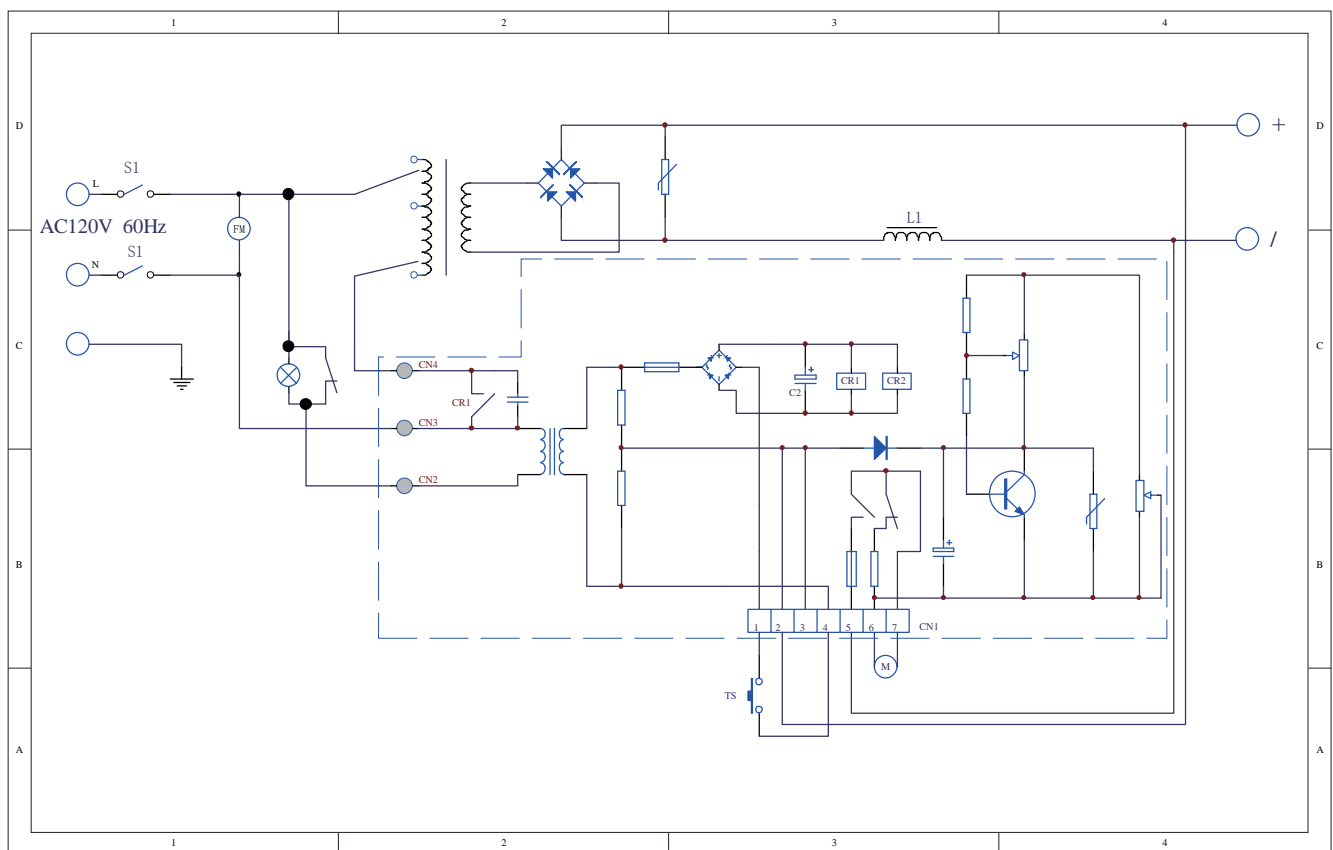 1 2 3 4
D D
+
S1
L
AC120V 60Hz
FM
L1
/
S1
N
C C
CN4
CR1
C2
CR1
CR2
CN3
CN2
B B
1 2 3 4 5 6 7 CN1
M
TS
A A
1 2 3 4